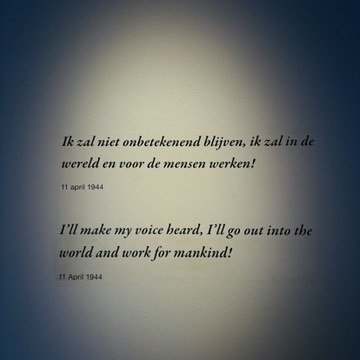 Ik zal niet onbetekenend blijven, ik zal in de
wereld en voor de mensen werken!
11 april 1944
I'll make my voice heard, I'll go out into the
world and work for mankind!
11 April 1944